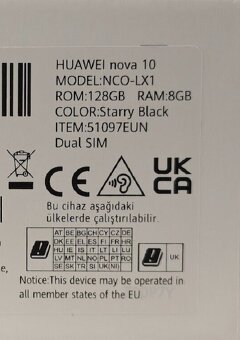 HUAWEI nova 10
MODEL:NCO-LX1
ROM:128GB RAM:8GB
COLOR:Starry Black
ITEM:51097EUN
Dual SIM
CE
UK
CA
Bu cihaz aşağıdaki
ülkelerde çalıştırılabilir.
AT BE BG CH CY CZ DE
DK EE EL ES FI FR HR
HU IE IS IT LI LT LU
LV MT NL NO PL PT RO
SE SK TR SI UK(NI)
UK
Notice:This device may be operated in
all member states of the EU.